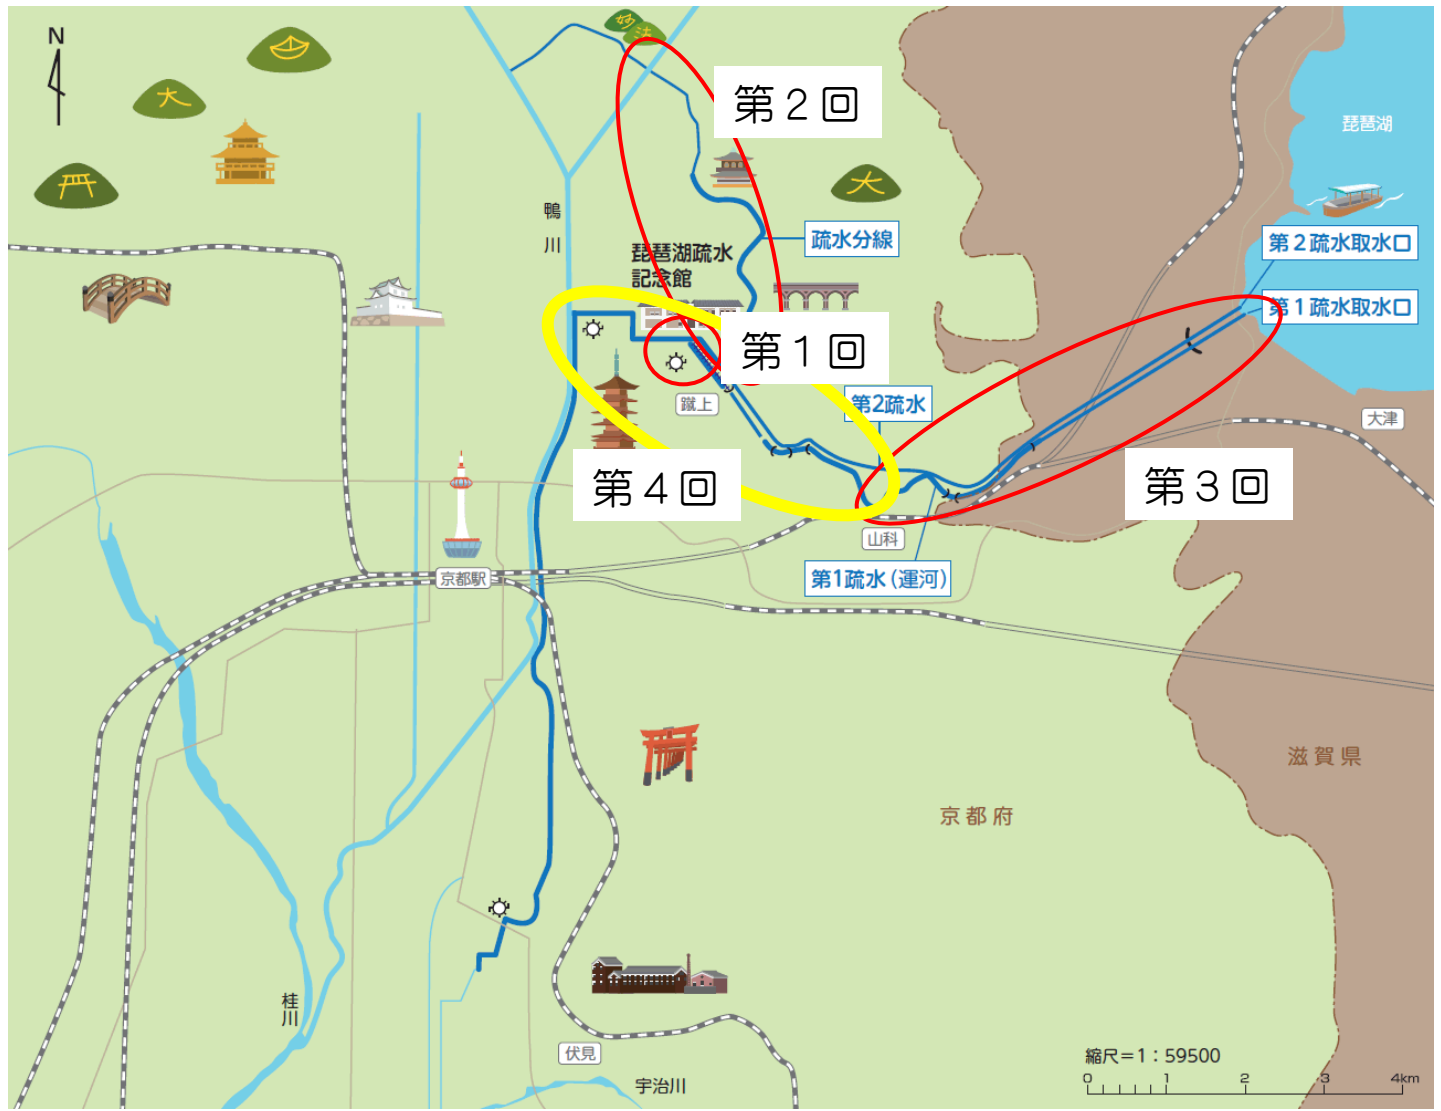 N
妙
法
大
第２回
琵琶湖
大
鴨
川
疏水分線
琵琶湖疏水
記念館
第２疏水取水口
第１疏水取水口
第１回
蹴上
第2疏水
大津
第４回
第３回
山科
京都駅
第1疏水（運河）
滋賀県
京都府
桂
川
伏見
宇治川
縮尺＝1：59500
0 1 2 3 4km